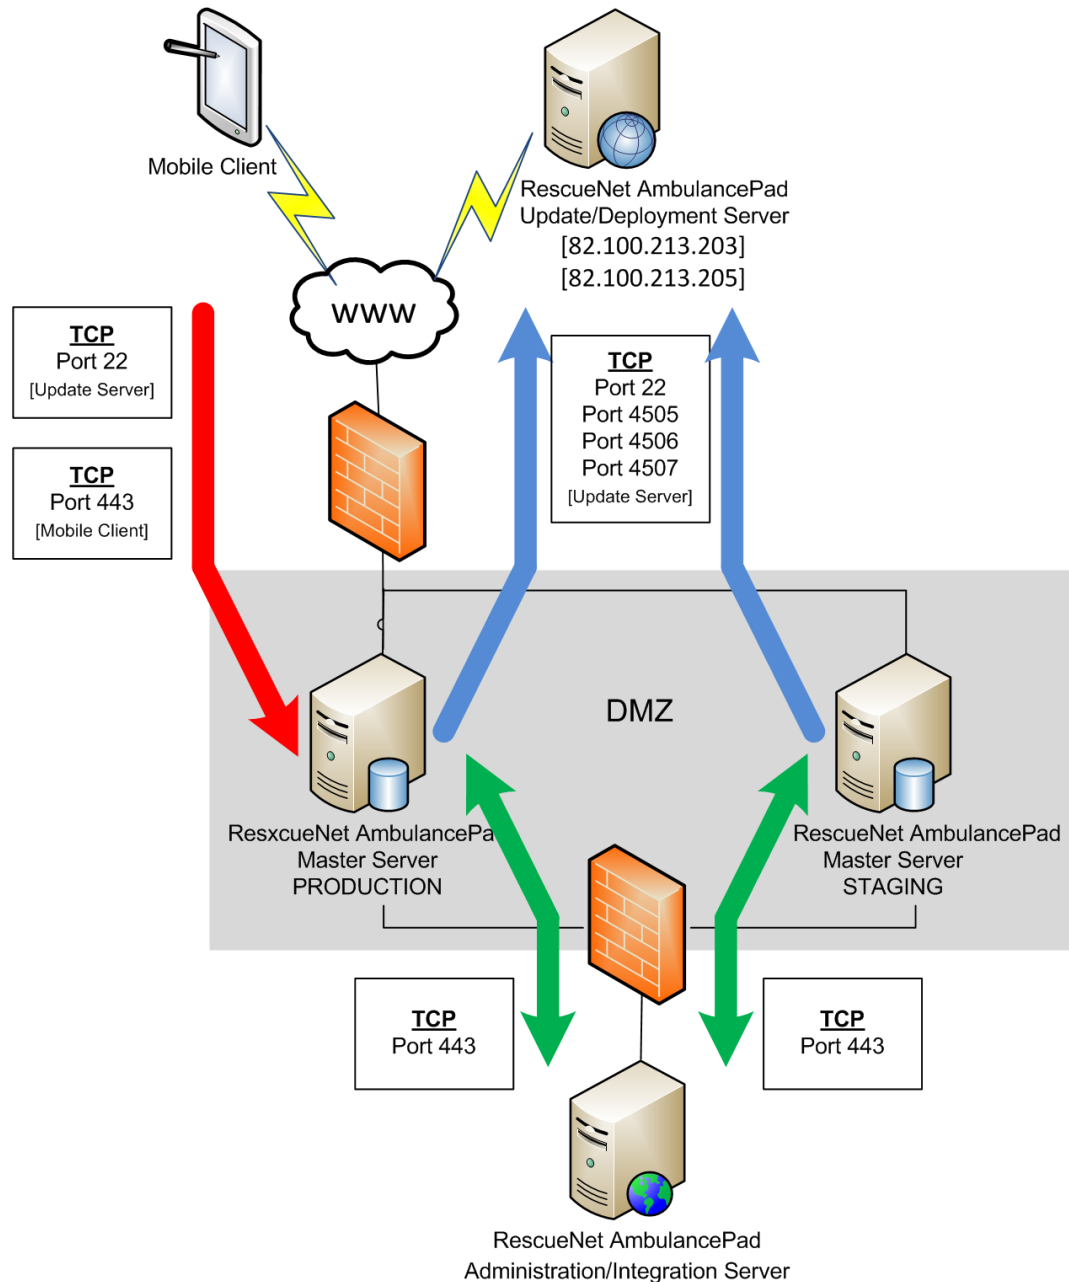 Mobile Client
RescueNet AmbulancePad
Update/Deployment Server
[82.100.213.203]
[82.100.213.205]
WWW
TCP
Port 22
[Update Server]
TCP
Port 443
[Mobile Client]
TCP
Port 22
Port 4505
Port 4506
Port 4507
[Update Server]
DMZ
ResxcueNet AmbulancePa
Master Server
PRODUCTION
RescueNet AmbulancePad
Master Server
STAGING
TCP
Port 443
TCP
Port 443
RescueNet AmbulancePad
Administration/Integration Server